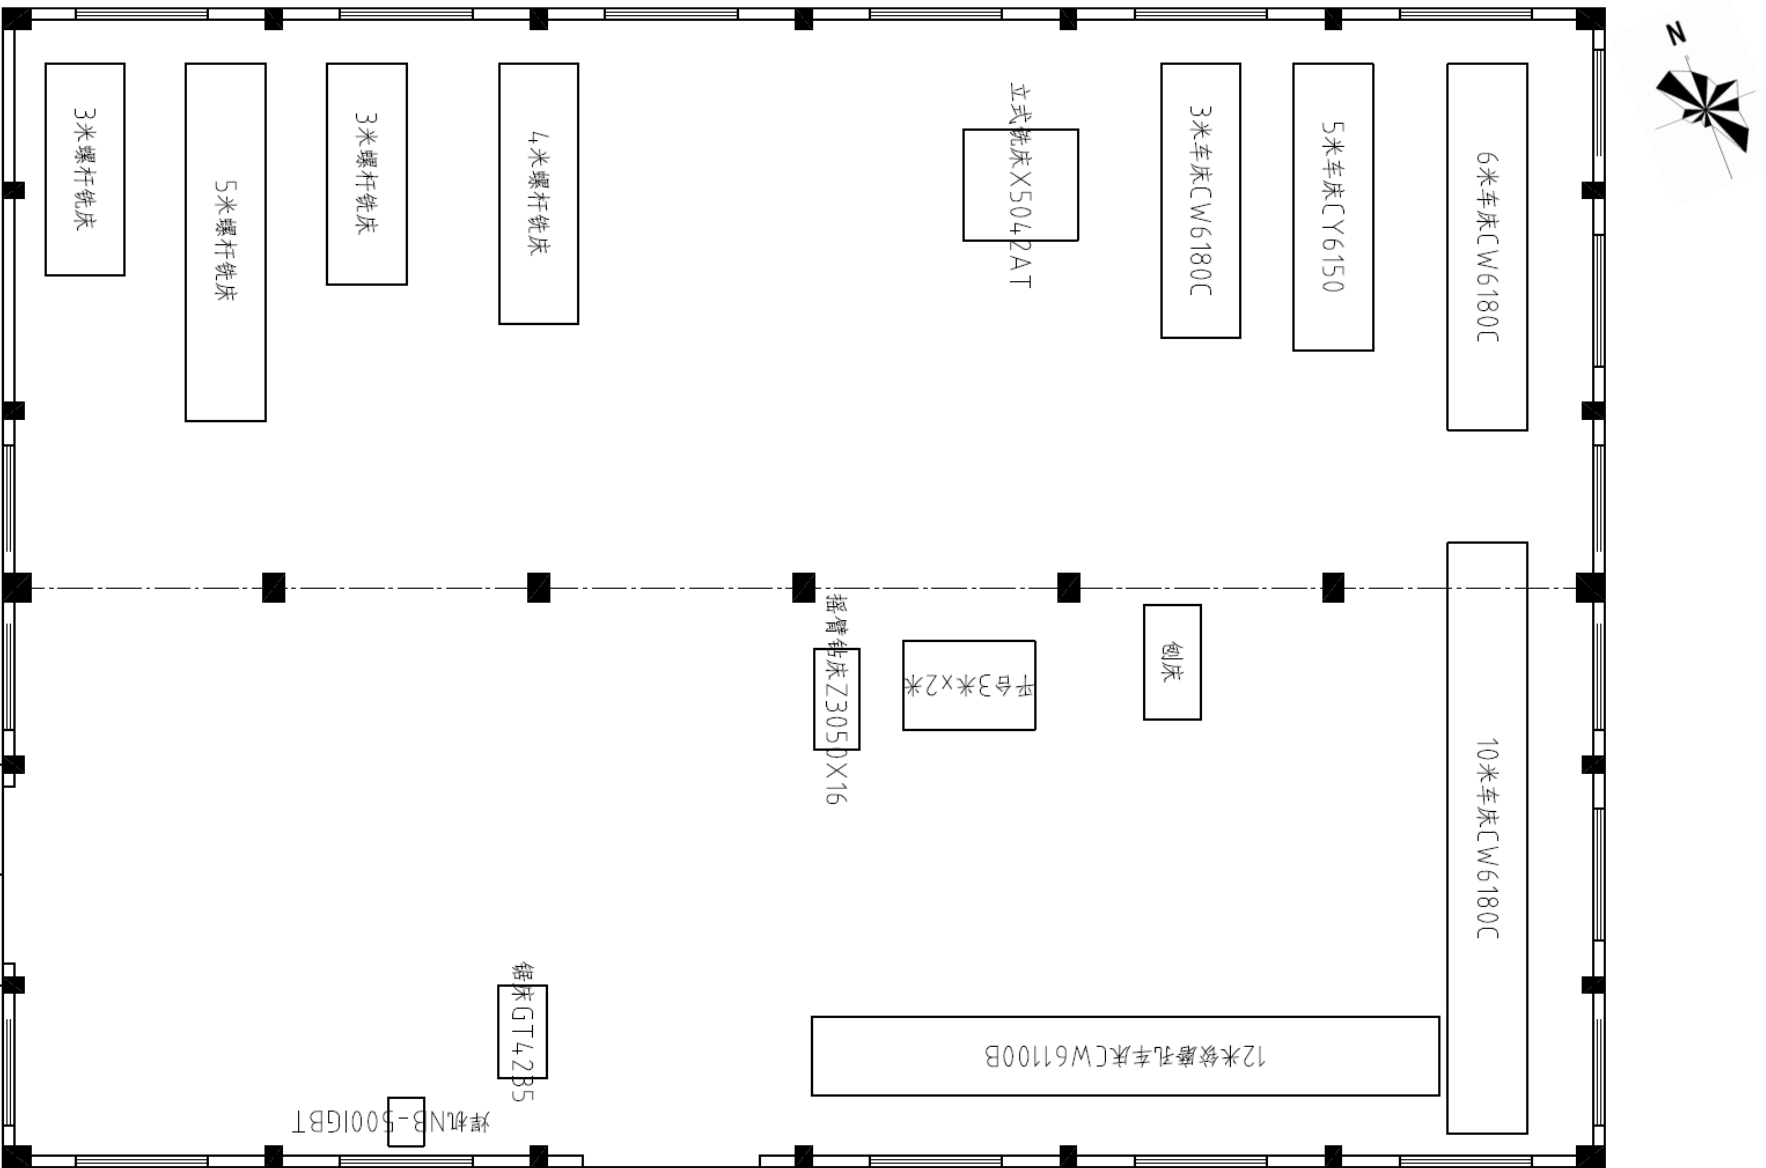 N
3米螺杆铣床
5米螺杆铣床
3米螺杆铣床
4米螺杆铣床
立式铣床X5042AT
3米车床CW6180C
5米车床CY6150
6米车床CW6180C
摇臂钻床Z3050X16
平台3米x2米
刨床
10米车床CW6180C
锯床GT4235
12米铰磨孔车床CW61100B
焊机NB-500IGBT